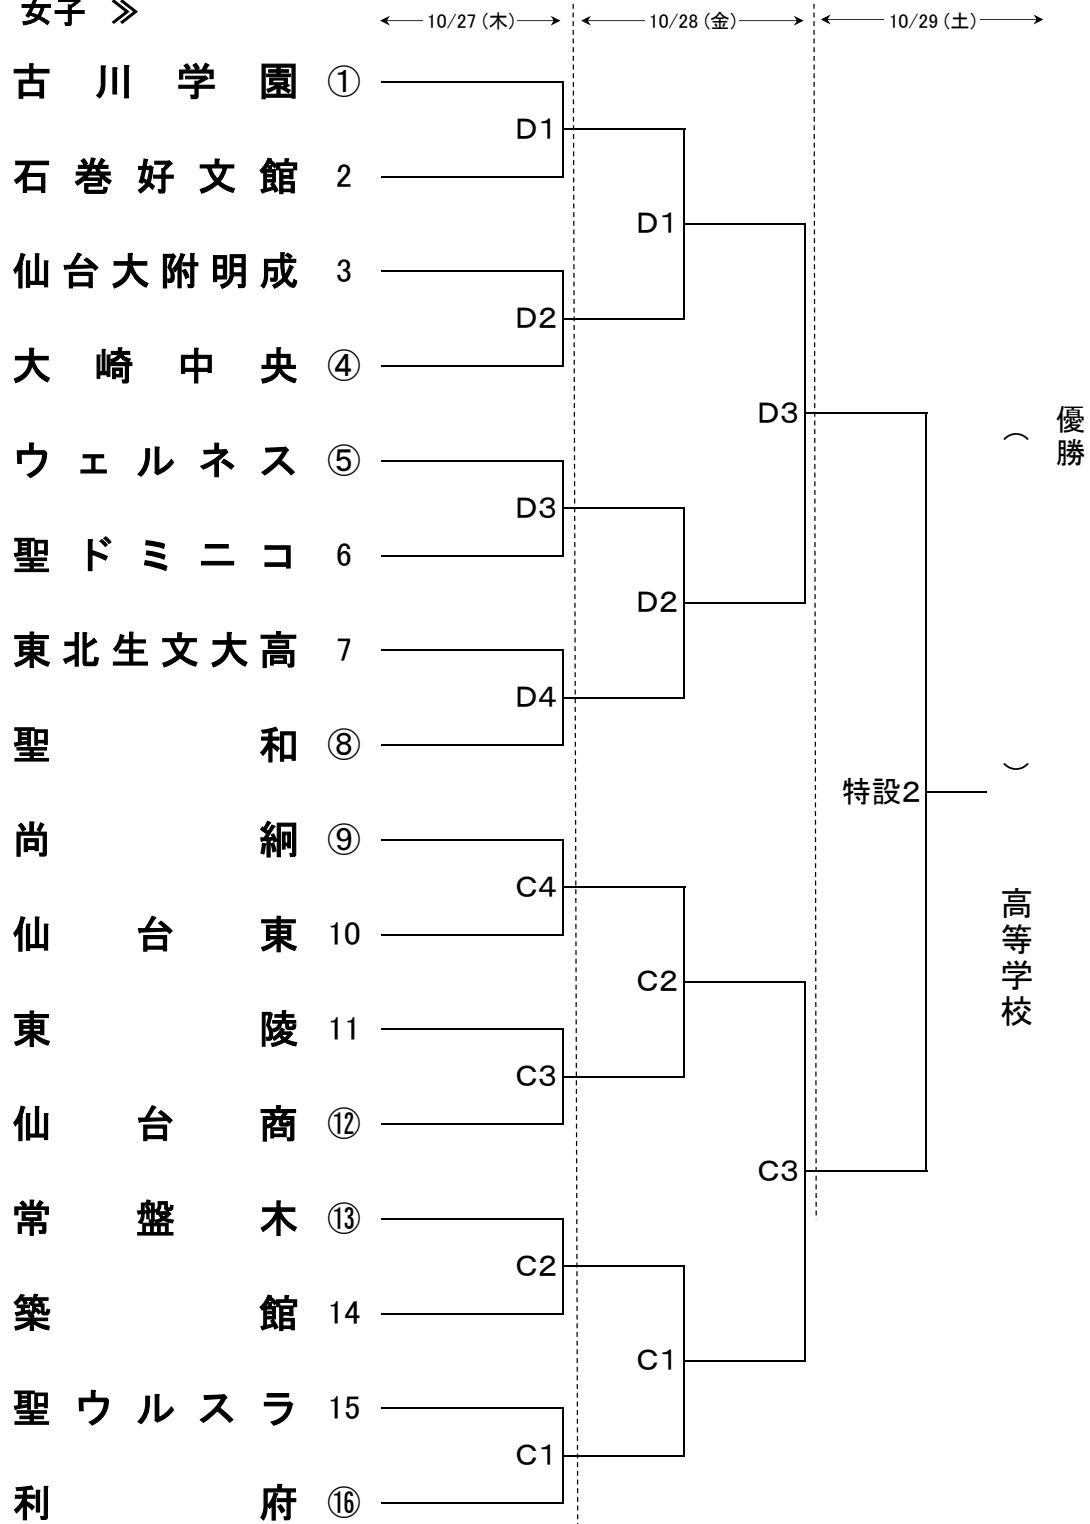 女子 ≫
10/27（木） 10/28（金） 10/29（土）
古川学園 ①
D1
石巻好文館 2
D1
仙台大附明成 3
D2
大崎中央 ④
D3
ウェルネス ⑤
D3
聖ドミニコ 6
D2
東北生文大高 7
D4
聖和 ⑧
特設2
尚絅 ⑨
C4
仙台東 10
C2
東陵 11
C3
仙台商 ⑫
C3
常盤木 ⑬
C2
築館 14
C1
聖ウルスラ 15
C1
利府 ⑯
優勝
（ ） 高等学校